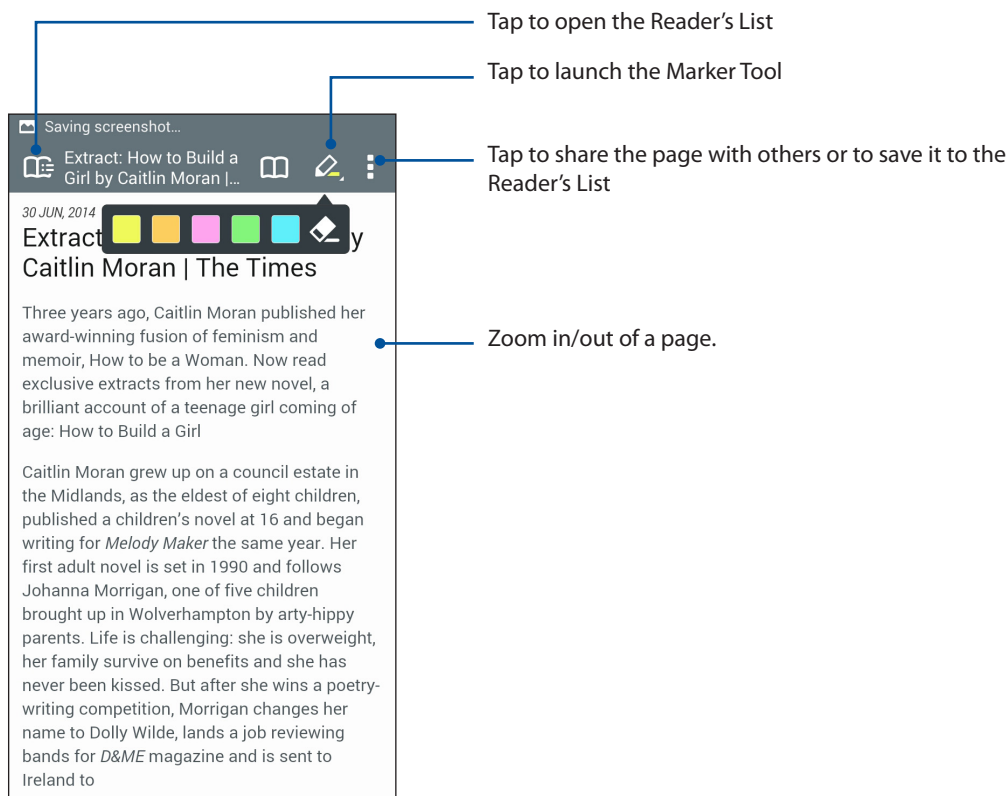 Tap to open the Reader’s List
Tap to launch the Marker Tool
Tap to share the page with others or to save it to the
Reader’s List
Zoom in/out of a page.
Saving screenshot...
Extract: How to Build a
Girl by Caitlin Moran |...
30 JUN, 2014
Extract y
Caitlin Moran | The Times
Three years ago, Caitlin Moran published her
award-winning fusion of feminism and
memoir, How to be a Woman. Now read
exclusive extracts from her new novel, a
brilliant account of a teenage girl coming of
age: How to Build a Girl
Caitlin Moran grew up on a council estate in
the Midlands, as the eldest of eight children,
published a children’s novel at 16 and began
writing for Melody Maker the same year. Her
first adult novel is set in 1990 and follows
Johanna Morrigan, one of five children
brought up in Wolverhampton by arty-hippy
parents. Life is challenging: she is overweight,
her family survive on benefits and she has
never been kissed. But after she wins a poetry-
writing competition, Morrigan changes her
name to Dolly Wilde, lands a job reviewing
bands for D&ME magazine and is sent to
Ireland to